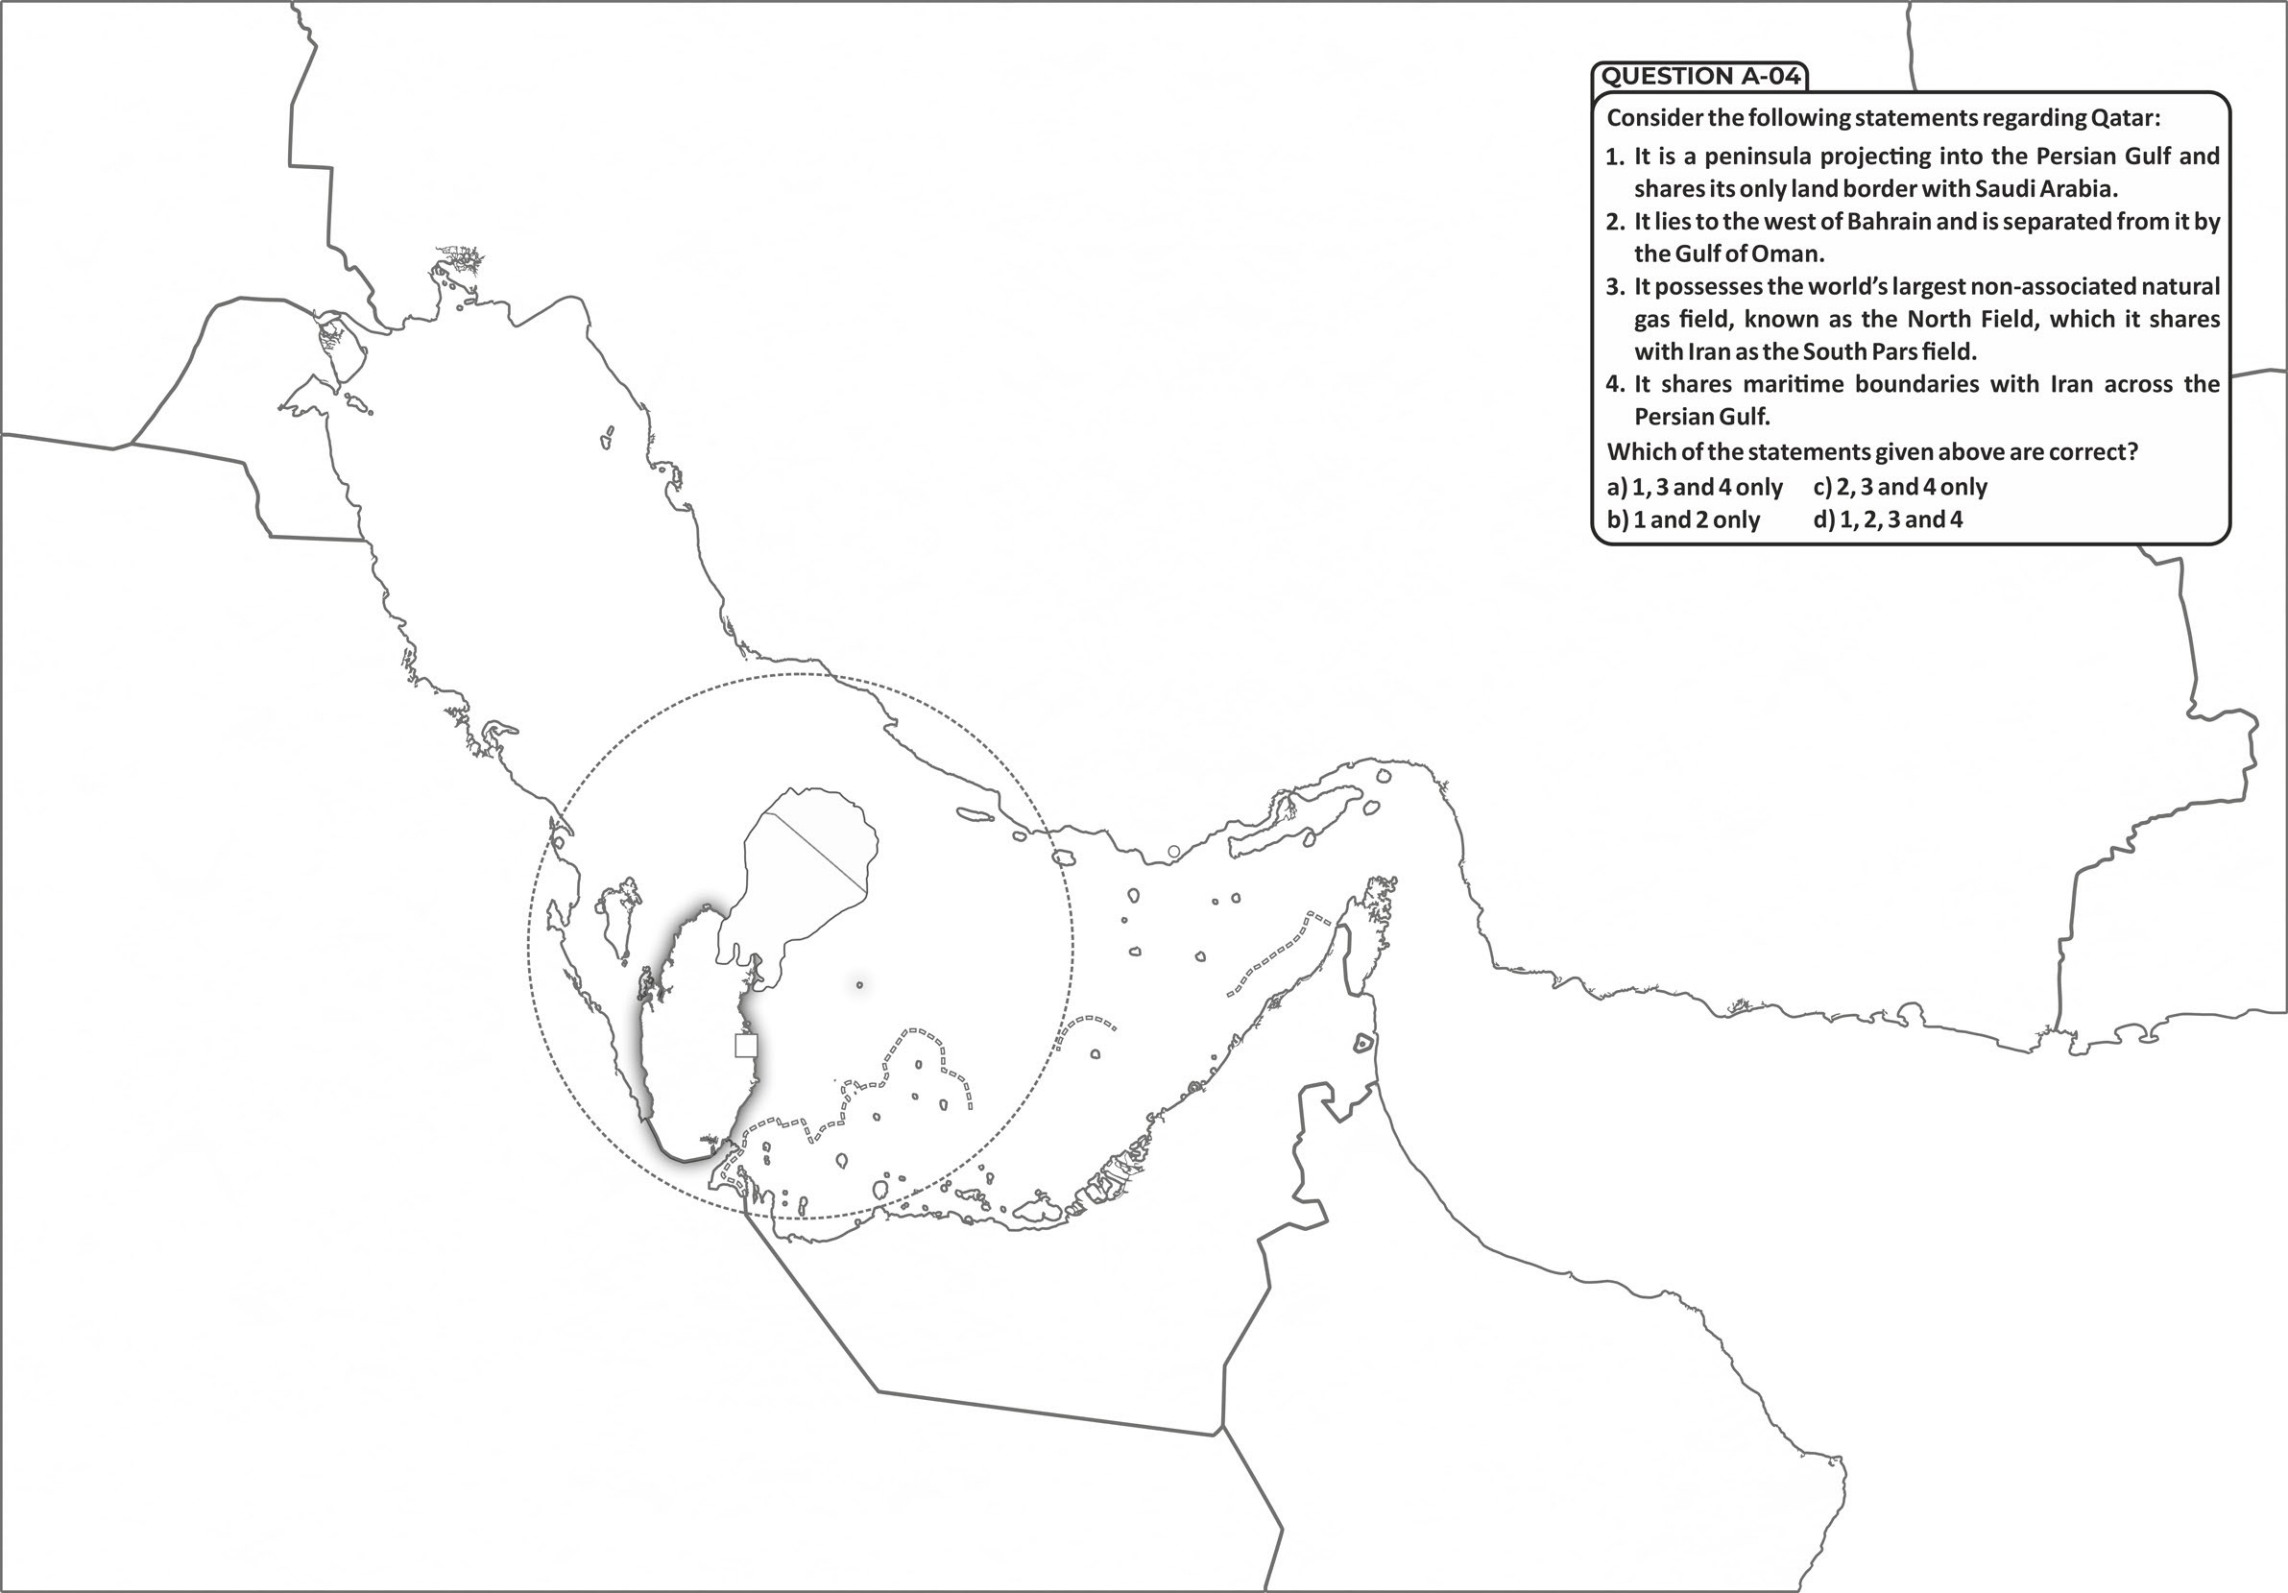 QUESTION A-04
Consider the following statements regarding Qatar:
1. It is a peninsula projecting into the Persian Gulf and
shares its only land border with Saudi Arabia.
2. It lies to the west of Bahrain and is separated from it by
the Gulf of Oman.
3. It possesses the world's largest non-associated natural
gas field, known as the North Field, which it shares
with Iran as the South Pars field.
4. It shares maritime boundaries with Iran across the
Persian Gulf.
Which of the statements given above are correct?
a) 1, 3 and 4 only c) 2, 3 and 4 only
b) 1 and 2 only d) 1, 2, 3 and 4